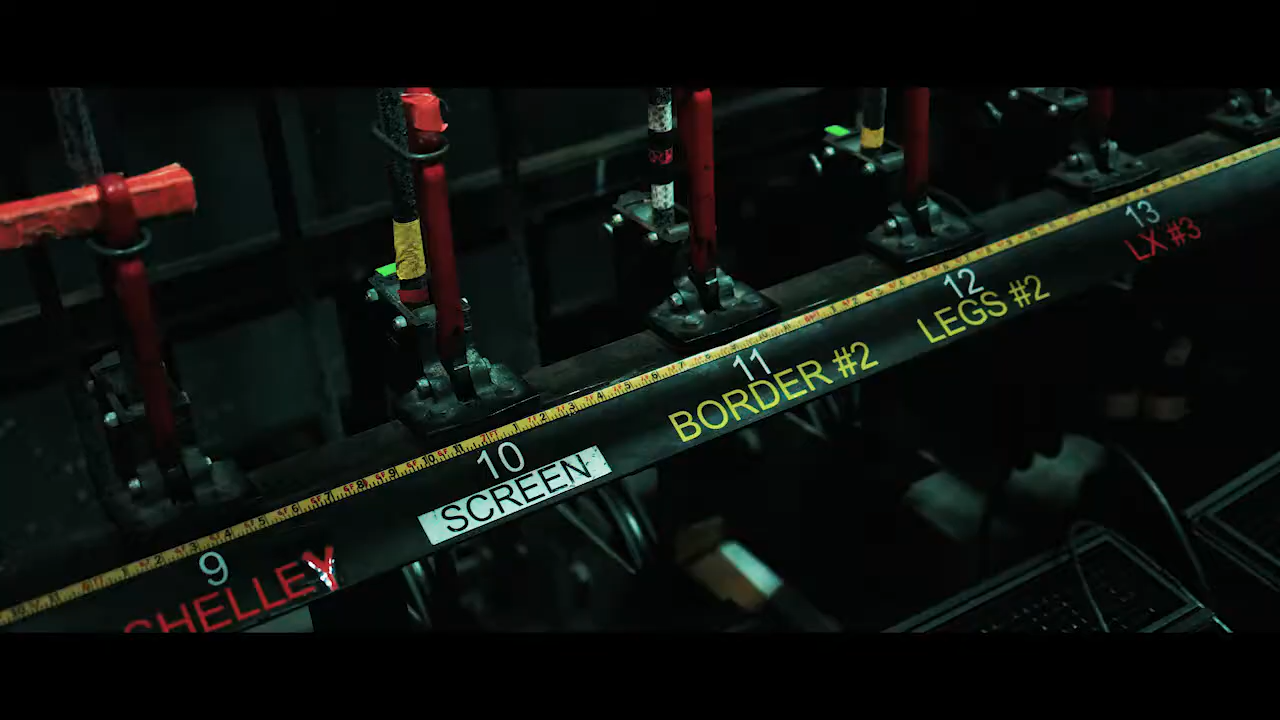 9
SHELLEY
10
SCREEN
11
BORDER #2
12
LEGS #2
13
LX #3